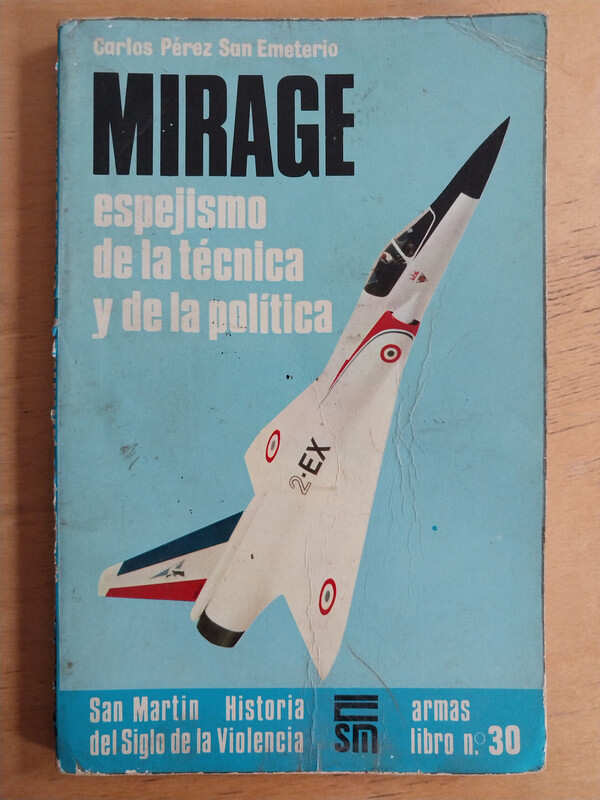 Carlos Pérez San Emeterio
MIRAGE
espejismo
de la técnica
y de la política
2-EX
San Martin Historia
del Siglo de la Violencia
SM
armas
libro n.º 30